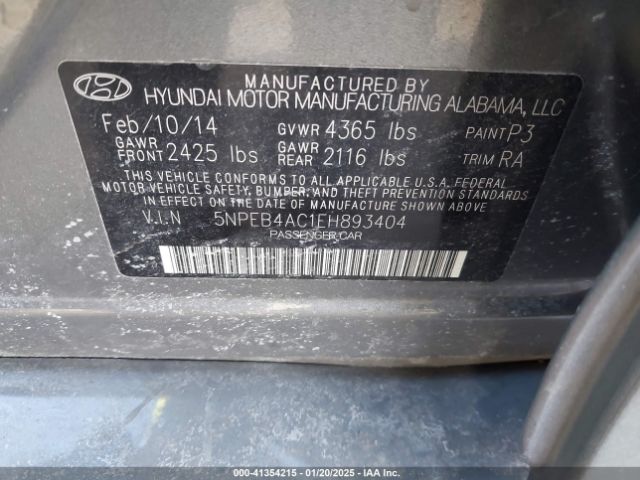 MANUFACTURED BY
HYUNDAI MOTOR MANUFACTURING ALABAMA, LLC
Feb/10/14 GVWR 4365 lbs PAINT P3
GAWR FRONT 2425 lbs GAWR REAR 2116 lbs TRIM RA
THIS VEHICLE CONFORMS TO ALL APPLICABLE U.S.A. FEDERAL
MOTOR VEHICLE SAFETY, BUMPER, AND THEFT PREVENTION STANDARDS
IN EFFECT ON THE DATE OF MANUFACTURE SHOWN ABOVE.
V.I.N 5NPEB4AC1EH893404
PASSENGER CAR
000-41354215 - 01/20/2025 - IAA Inc.